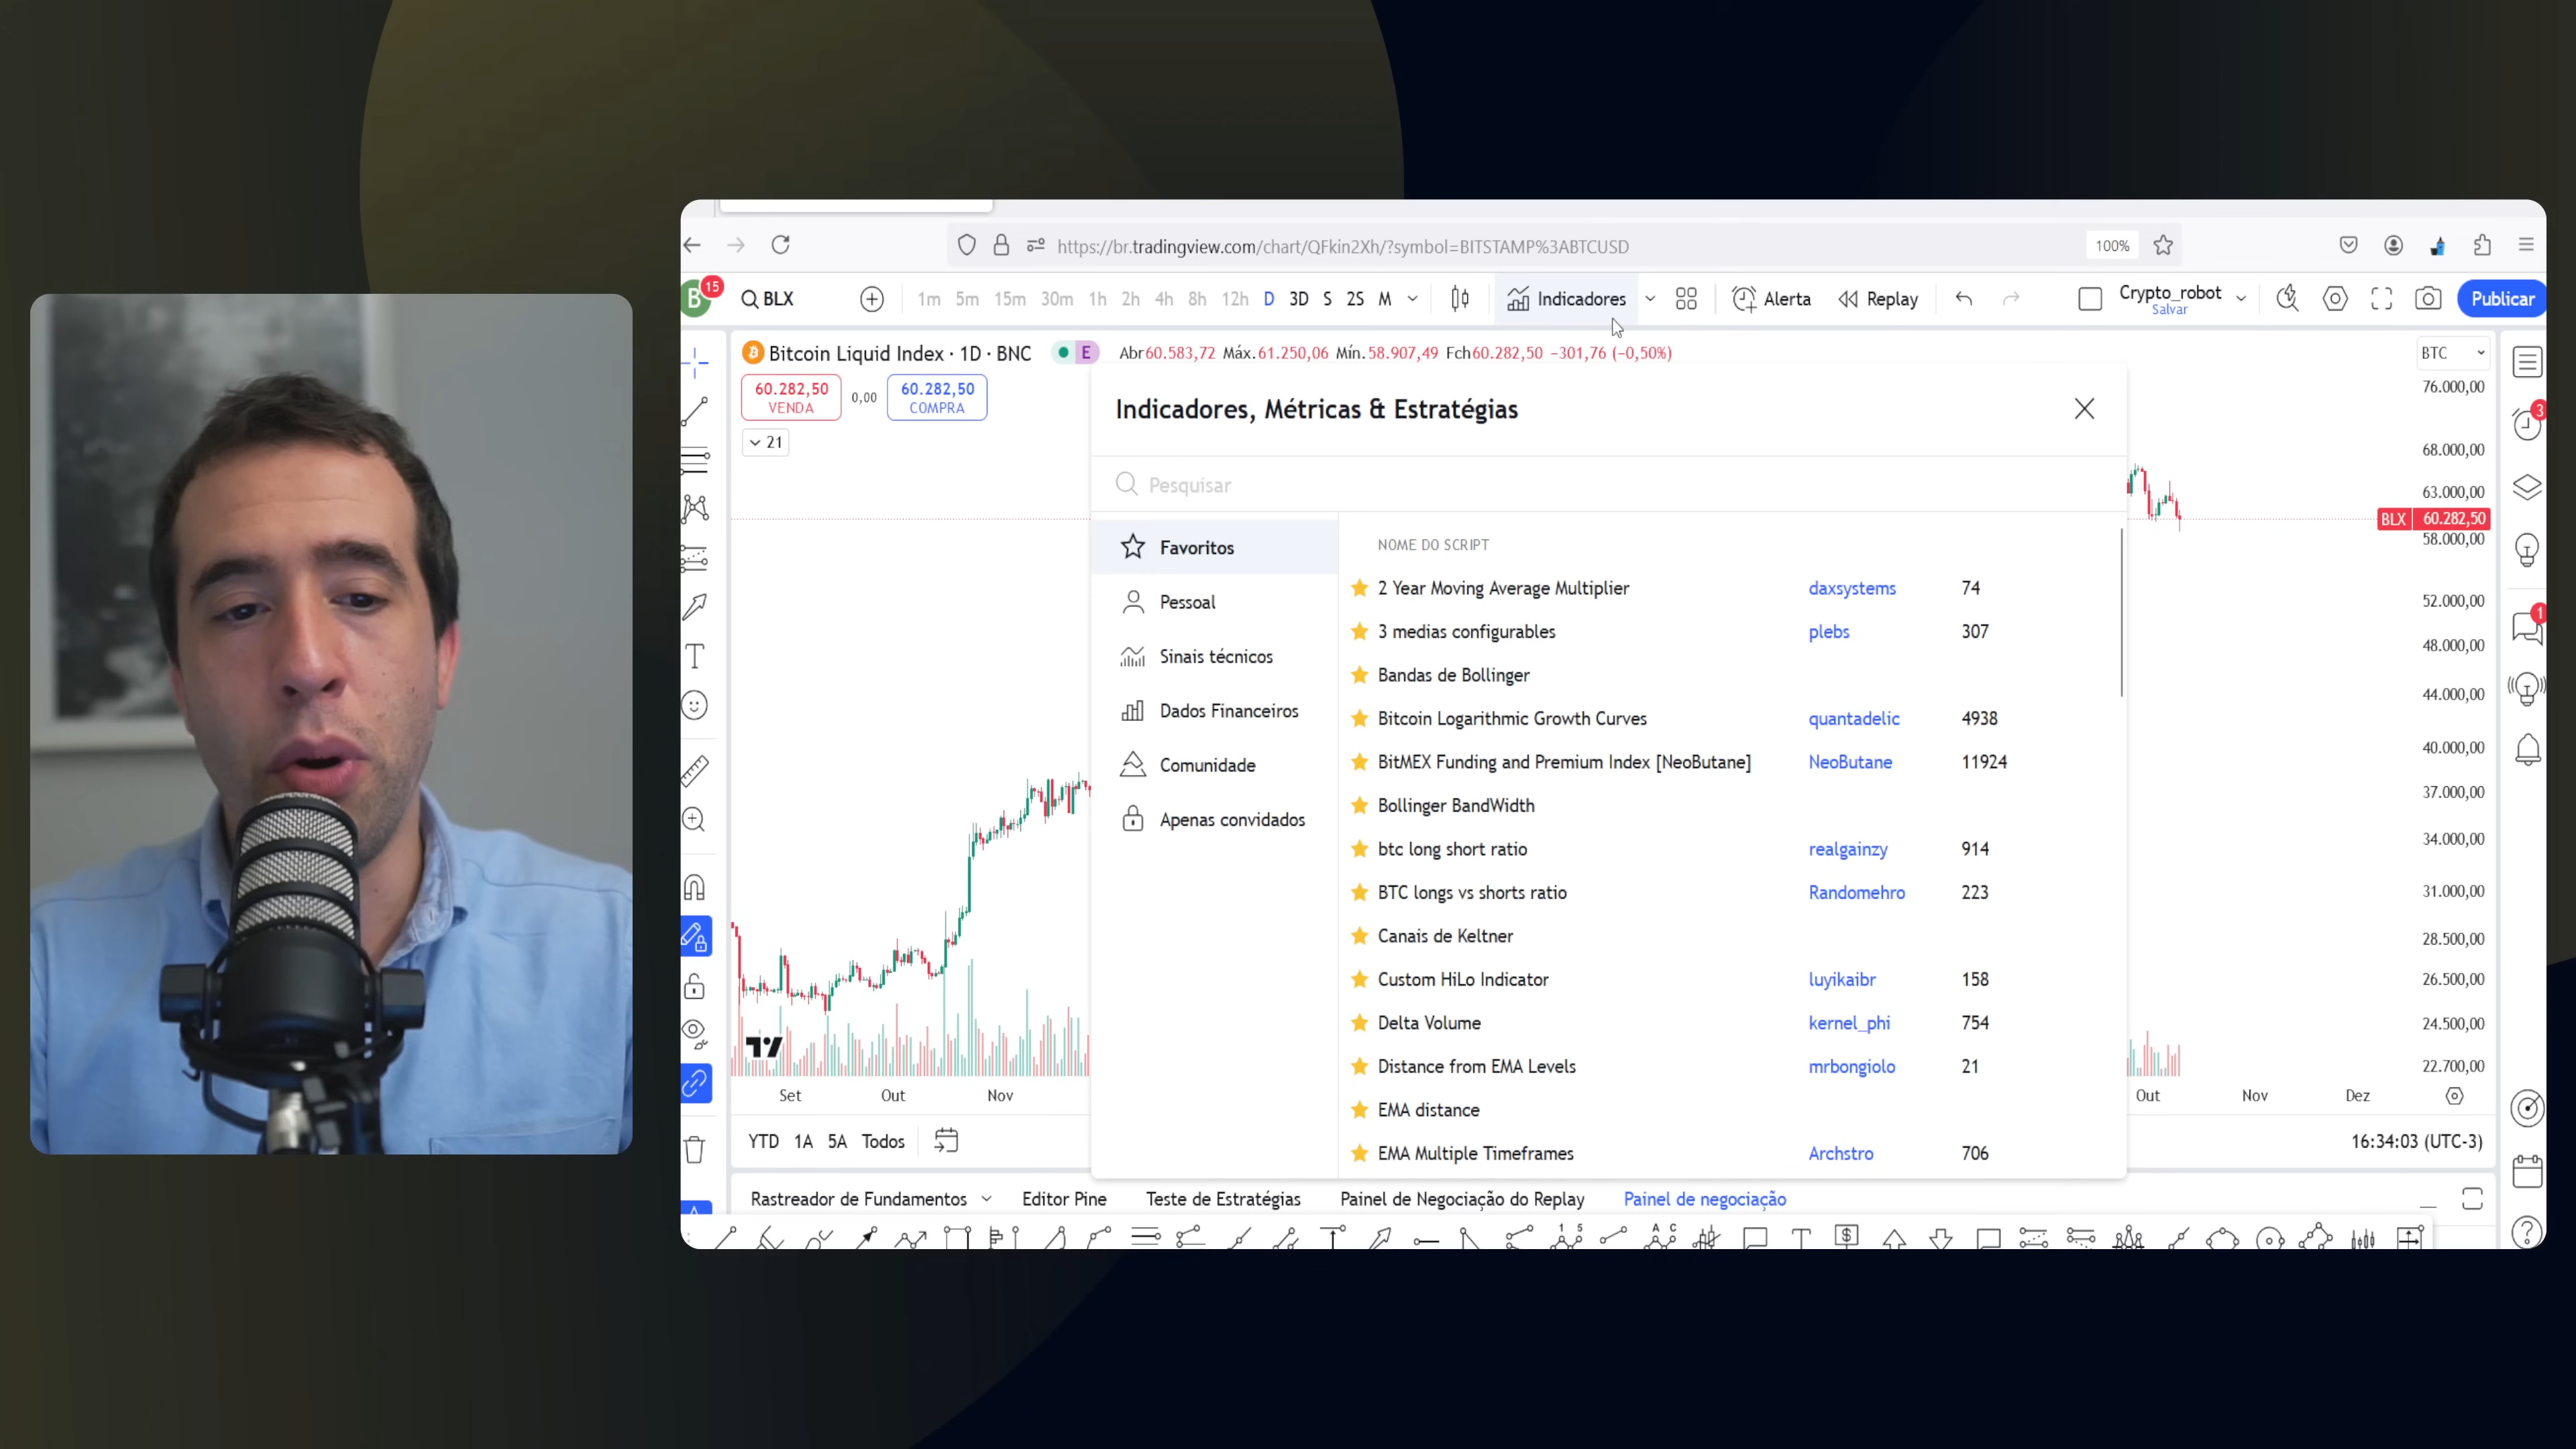 https://br.tradingview.com/chart/QFkin2Xh/?symbol=BITSTAMP%3ABTCUSD
100%
B 15
BLX
1m 5m 15m 30m 1h 2h 4h 8h 12h D 3D S 2S M
Indicadores
Alerta
Replay
Crypto_robot
Salvar
Publicar
Bitcoin Liquid Index · 1D · BNC
E
Abr60.583,72 Máx.61.250,06 Mín.58.907,49 Fch60.282,50 −301,76 (−0,50%)
60.282,50
VENDA
0,00
60.282,50
COMPRA
21
BTC
Indicadores, Métricas & Estratégias
Pesquisar
Favoritos
Pessoal
Sinais técnicos
Dados Financeiros
Comunidade
Apenas convidados
NOME DO SCRIPT
2 Year Moving Average Multiplier daxsystems 74
3 medias configurables plebs 307
Bandas de Bollinger
Bitcoin Logarithmic Growth Curves quantadelic 4938
BitMEX Funding and Premium Index [NeoButane] NeoButane 11924
Bollinger BandWidth
btc long short ratio realgainzy 914
BTC longs vs shorts ratio Randomehro 223
Canais de Keltner
Custom HiLo Indicator luyikaibr 158
Delta Volume kernel_phi 754
Distance from EMA Levels mrbongiolo 21
EMA distance
EMA Multiple Timeframes Archstro 706
76.000,00
68.000,00
63.000,00
BLX 60.282,50
58.000,00
52.000,00
48.000,00
44.000,00
40.000,00
37.000,00
34.000,00
31.000,00
28.500,00
26.500,00
24.500,00
22.700,00
3
1
Set Out Nov
Out Nov Dez
YTD 1A 5A Todos
16:34:03 (UTC-3)
Rastreador de Fundamentos Editor Pine Teste de Estratégias Painel de Negociação do Replay Painel de negociação